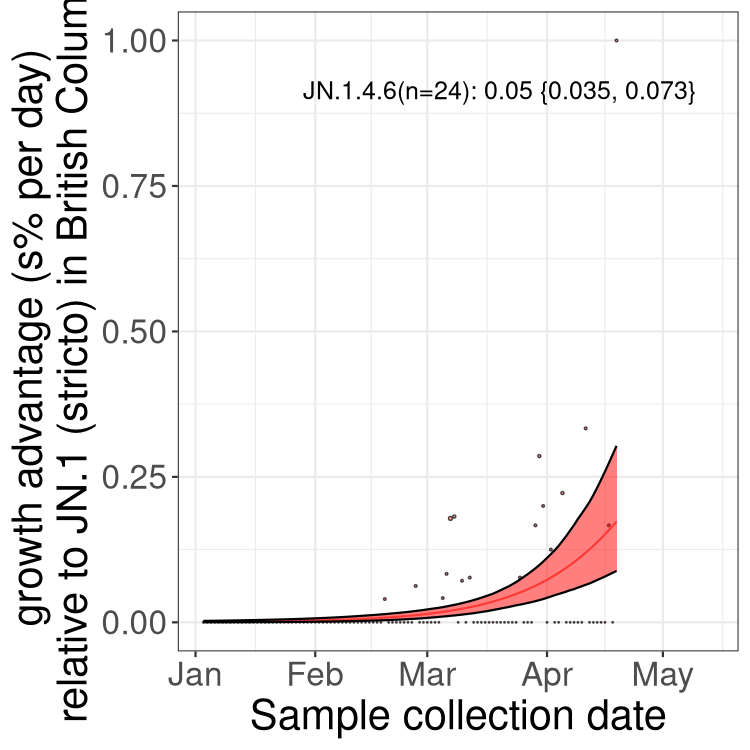 growth advantage (s% per day)
relative to JN.1 (stricto) in British Colum
1.00
0.75
0.50
0.25
0.00
JN.1.4.6(n=24): 0.05 {0.035, 0.073}
Jan Feb Mar Apr May
Sample collection date